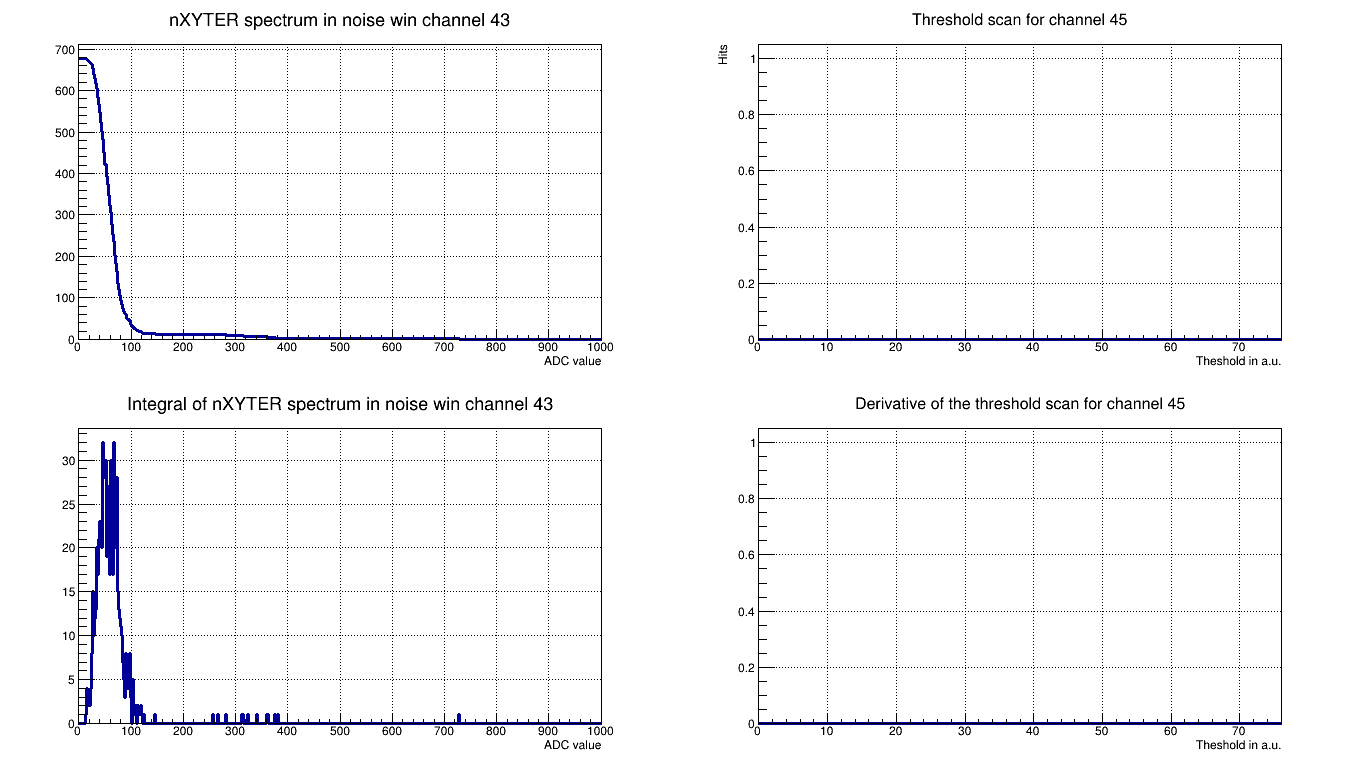 nXYTER spectrum in noise win channel 43
700
600
500
400
300
200
100
0
0 100 200 300 400 500 600 700 800 900 1000
ADC value
Threshold scan for channel 45
Hits
1
0.8
0.6
0.4
0.2
0
0 10 20 30 40 50 60 70
Theshold in a.u.
Integral of nXYTER spectrum in noise win channel 43
30
25
20
15
10
5
0
0 100 200 300 400 500 600 700 800 900 1000
ADC value
Derivative of the threshold scan for channel 45
1
0.8
0.6
0.4
0.2
0
0 10 20 30 40 50 60 70
Theshold in a.u.